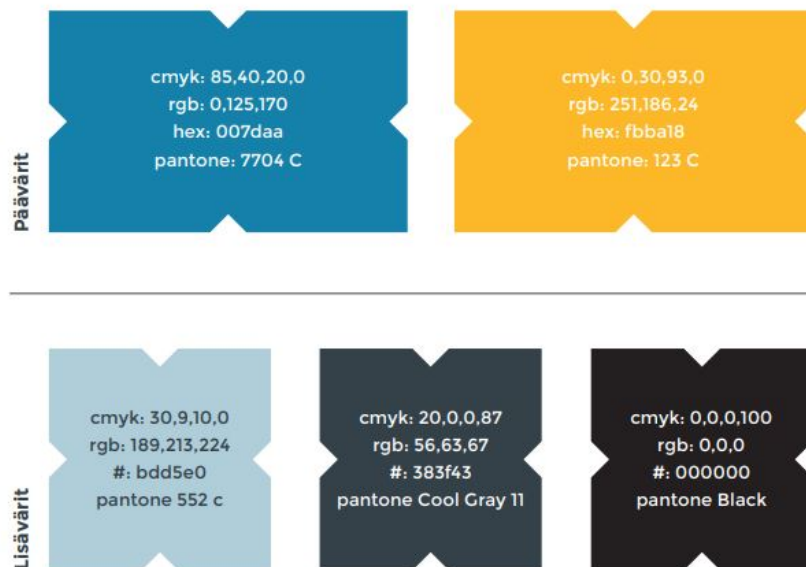 Päävärit
cmyk: 85,40,20,0
rgb: 0,125,170
hex: 007daa
pantone: 7704 C
cmyk: 0,30,93,0
rgb: 251,186,24
hex: fbba18
pantone: 123 C
Lisävärit
cmyk: 30,9,10,0
rgb: 189,213,224
#: bdd5e0
pantone 552 c
cmyk: 20,0,0,87
rgb: 56,63,67
#: 383f43
pantone Cool Gray 11
cmyk: 0,0,0,100
rgb: 0,0,0
#: 000000
pantone Black